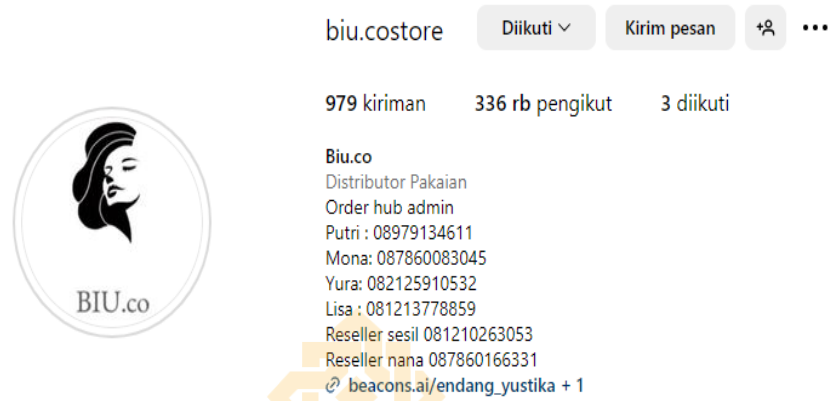 biu.costore Diikuti Kirim pesan
979 kiriman 336 rb pengikut 3 diikuti
Biu.co
Distributor Pakaian
Order hub admin
Putri : 08979134611
Mona: 087860083045
Yura: 082125910532
Lisa : 081213778859
Reseller sesil 081210263053
Reseller nana 087860166331
beacons.ai/endang_yustika + 1
BIU.co